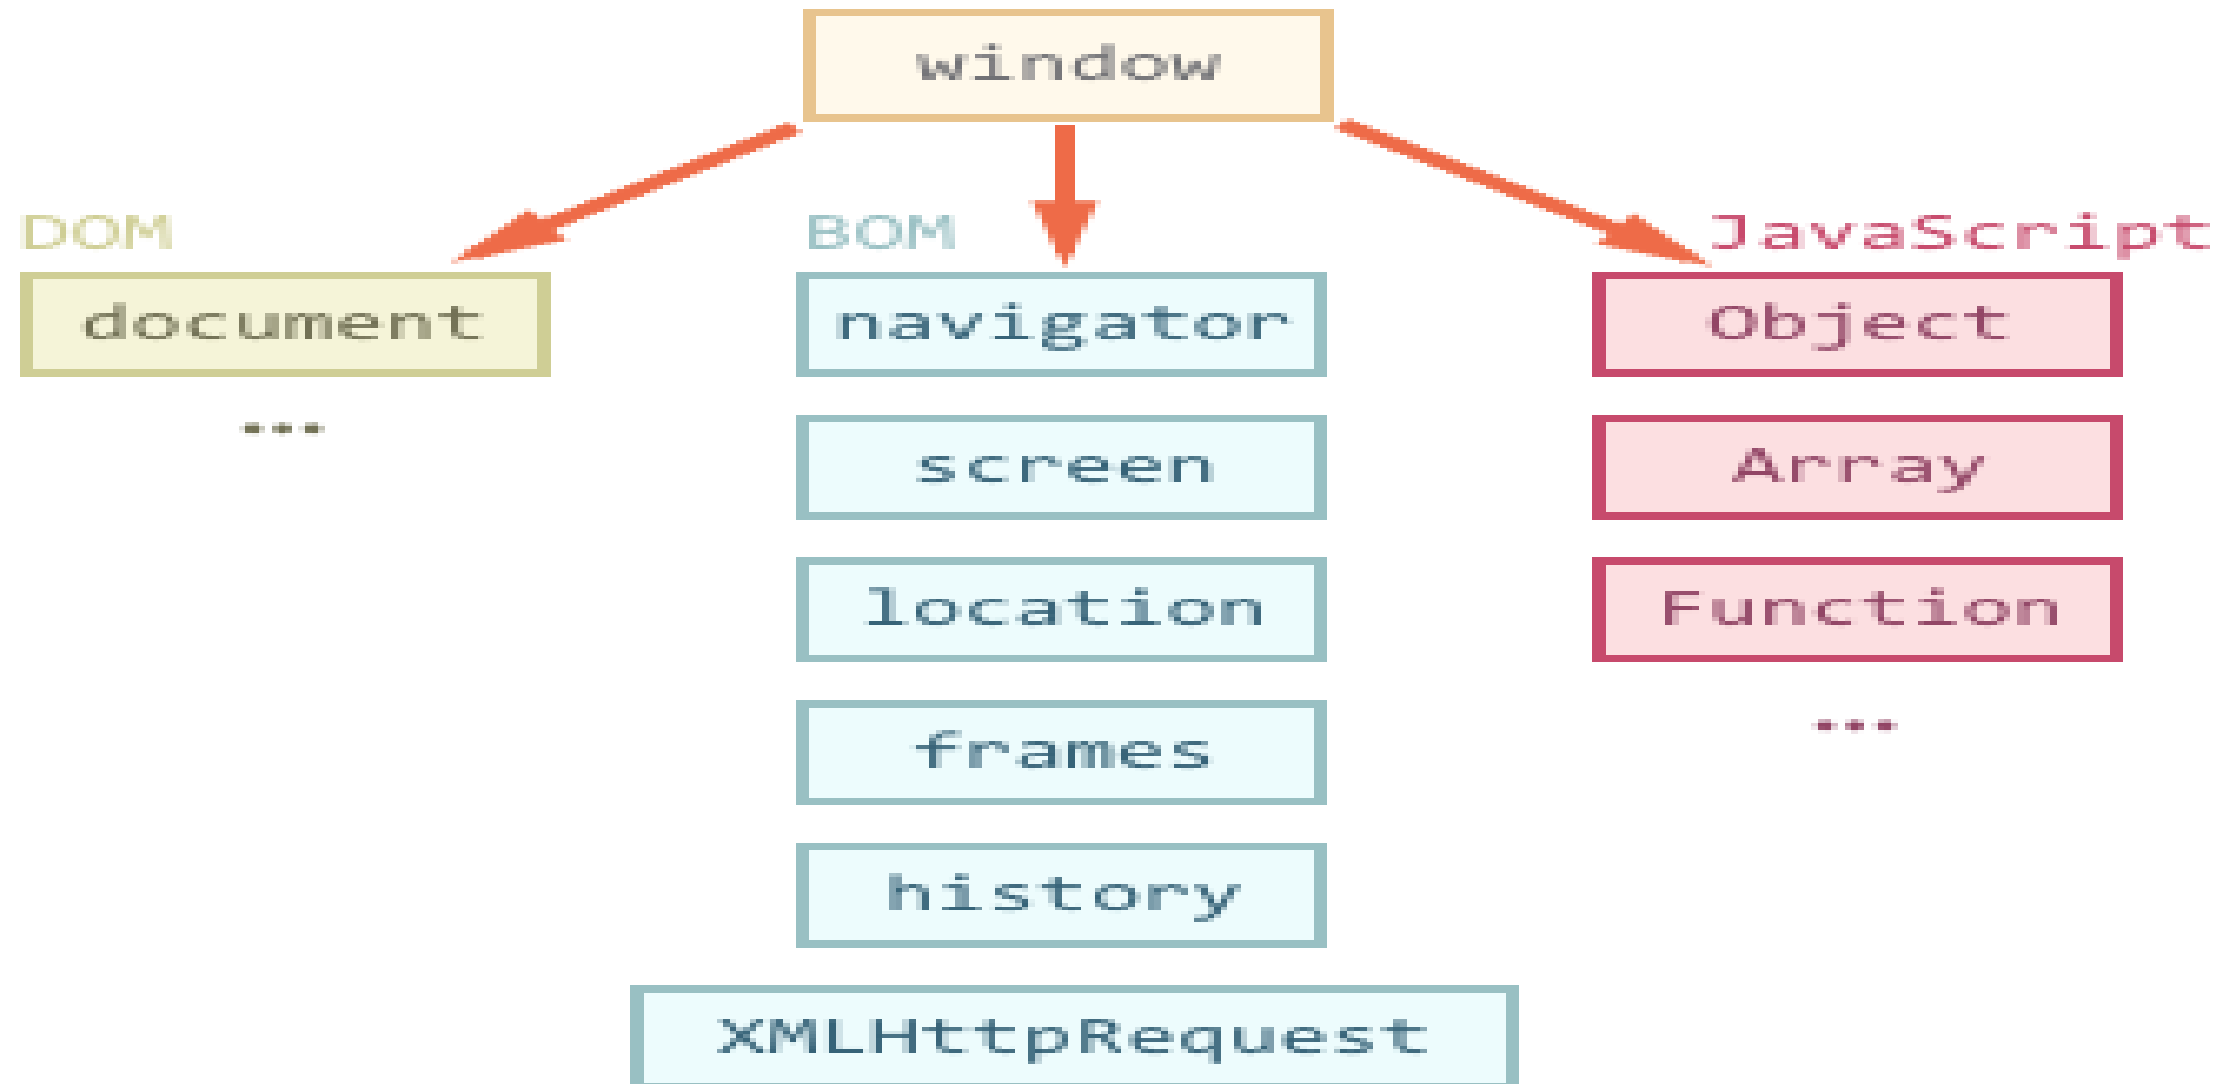 window
DOM
document
...
BOM
navigator
screen
location
frames
history
XMLHttpRequest
JavaScript
Object
Array
Function
...